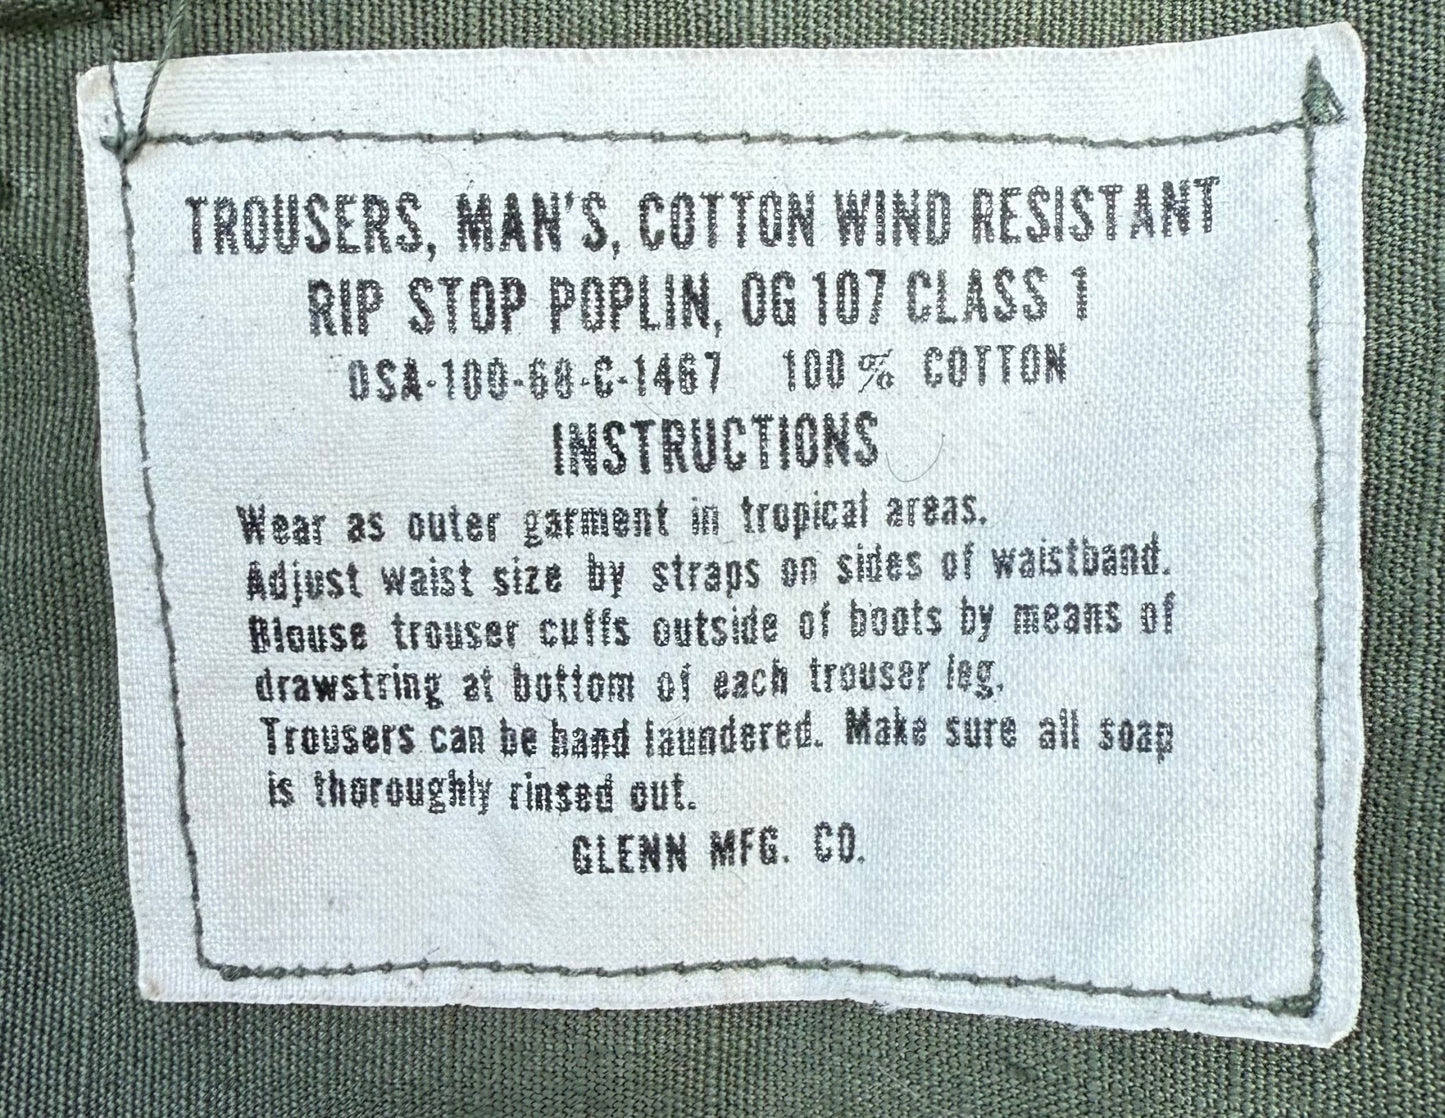 TROUSERS, MAN'S, COTTON WIND RESISTANT
RIP STOP POPLIN, OG 107 CLASS 1
DSA-100-68-C-1467 100% COTTON
INSTRUCTIONS
Wear as outer garment in tropical areas.
Adjust waist size by straps on sides of waistband.
Blouse trouser cuffs outside of boots by means of
drawstring at bottom of each trouser leg.
Trousers can be hand laundered. Make sure all soap
is thoroughly rinsed out.
GLENN MFG. CO.